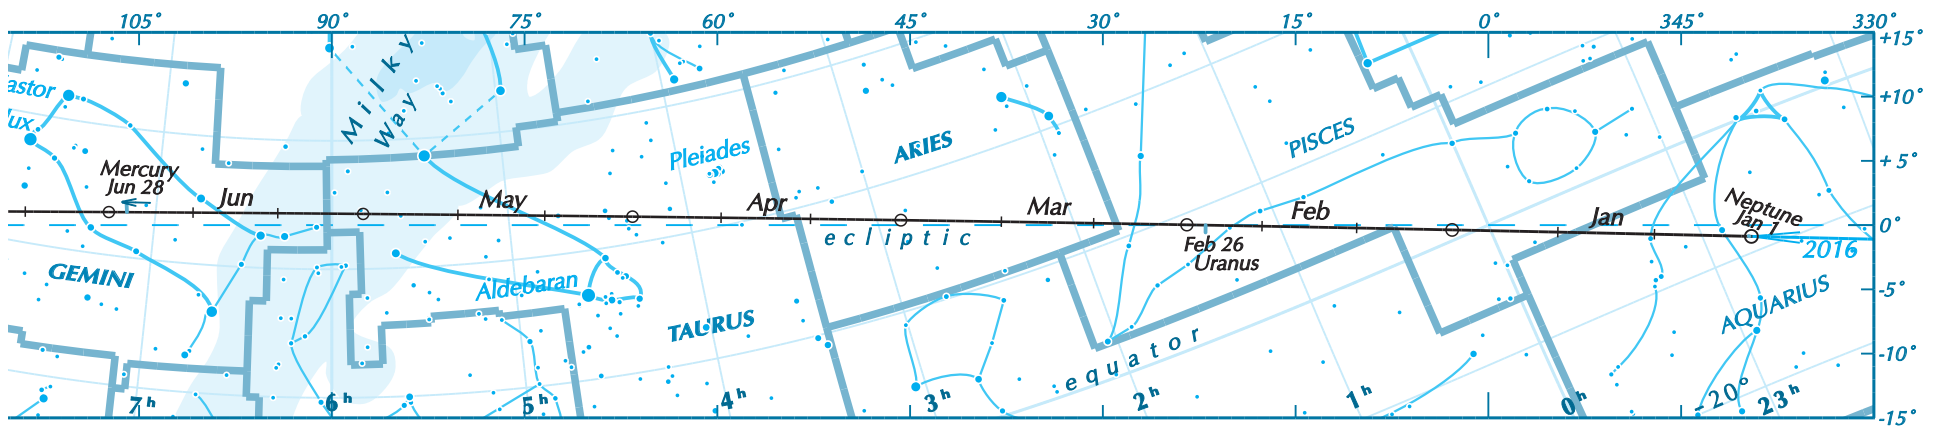 105° 90° 75° 60° 45° 30° 15° 0° 345° 330°
+15°
+10°
+5°
0°
-5°
-10°
-15°
astor
lux
Milky
Way
Pleiades
ARIES
PISCES
Mercury
Jun 28
Jun
May
Apr
Mar
Feb
Jan
Neptune
Jan 1
2016
ecliptic
Feb 26
Uranus
GEMINI
Aldebaran
TAURUS
AQUARIUS
equator
7h 6h 5h 4h 3h 2h 1h 0h -20° 23h